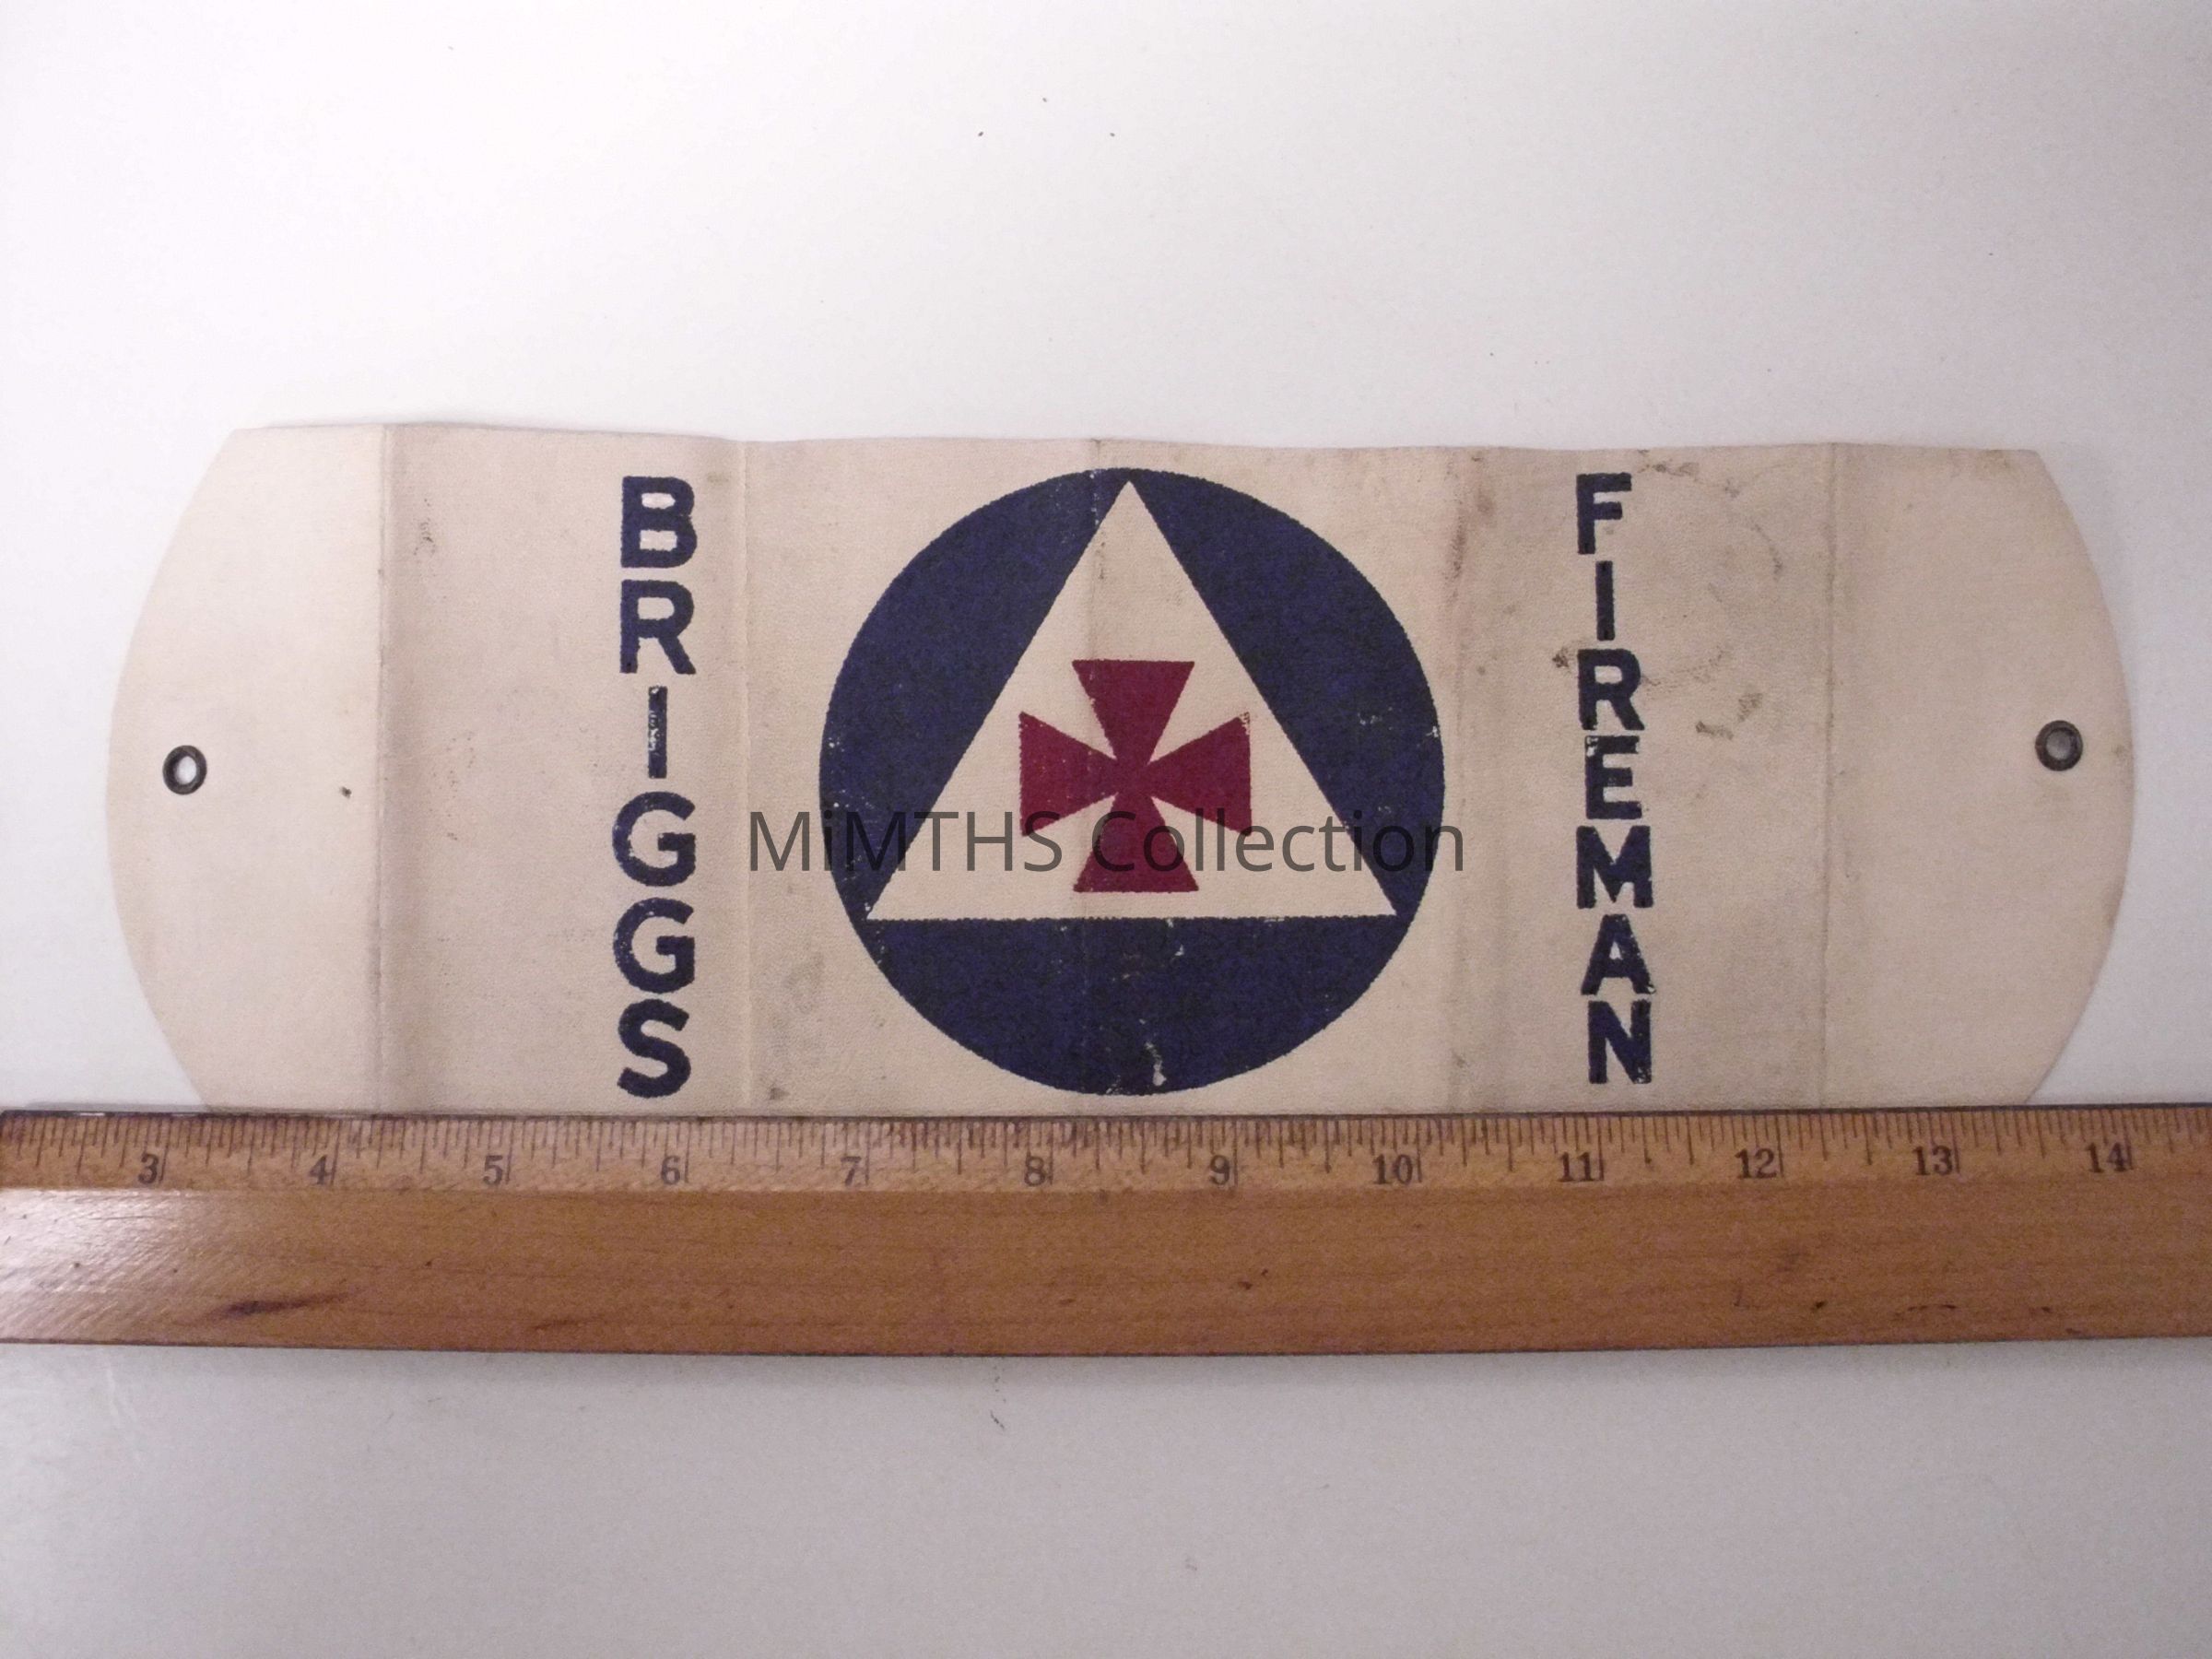 BRIGGS
FIREMAN
MiMTHS Collection
3 4 5 6 7 8 9 10 11 12 13 14